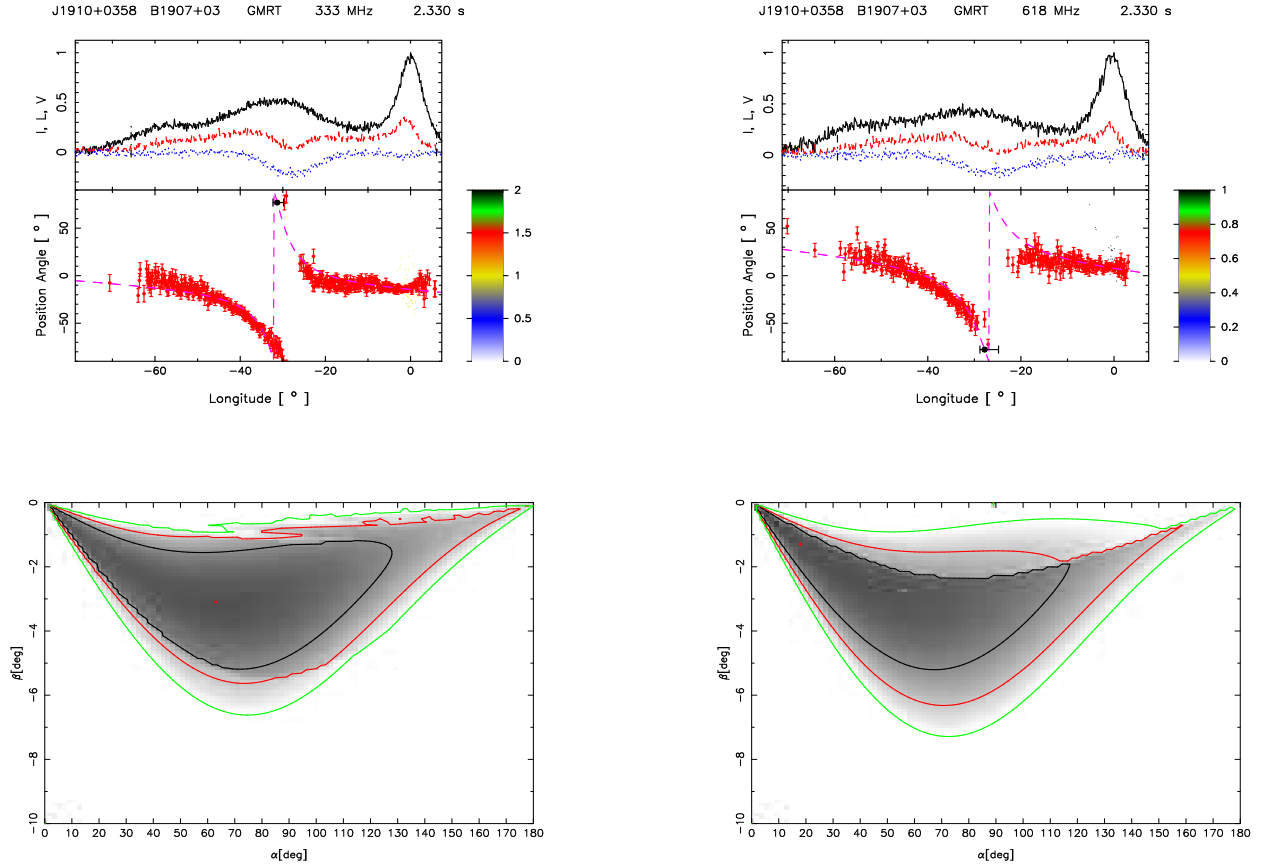 J1910+0358 B1907+03 GMRT 333 MHz 2.330 s
I, L, V
1
0.5
0
Position Angle [ ° ]
50
0
−50
−60 −40 −20 0
Longitude [ ° ]
2
1.5
1
0.5
0
J1910+0358 B1907+03 GMRT 618 MHz 2.330 s
I, L, V
1
0.5
0
Position Angle [ ° ]
50
0
−50
−60 −40 −20 0
Longitude [ ° ]
1
0.8
0.6
0.4
0.2
0
β[deg]
0
−2
−4
−6
−8
−10
0 10 20 30 40 50 60 70 80 90 100 110 120 130 140 150 160 170 180
α[deg]
β[deg]
0
−2
−4
−6
−8
−10
0 10 20 30 40 50 60 70 80 90 100 110 120 130 140 150 160 170 180
α[deg]